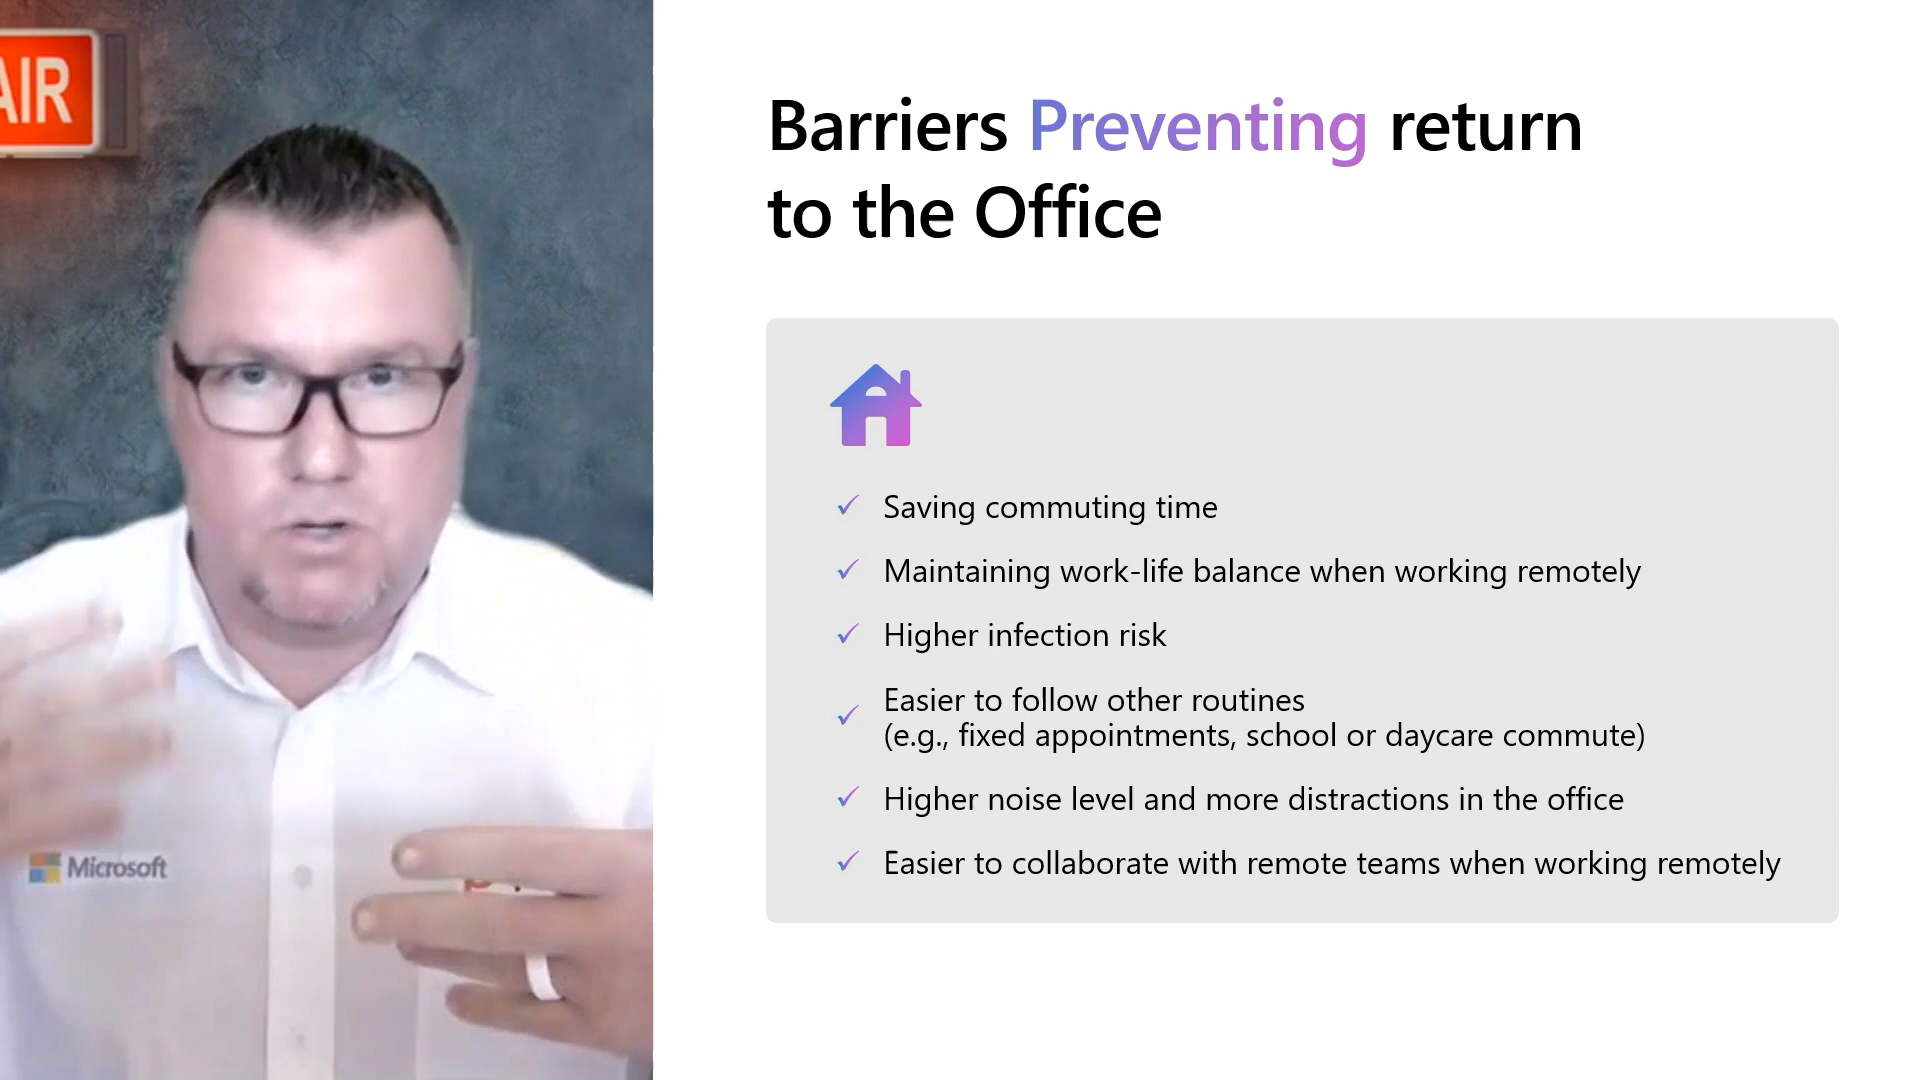 AIR
Barriers Preventing return
to the Office
Saving commuting time
Maintaining work-life balance when working remotely
Higher infection risk
Easier to follow other routines
(e.g., fixed appointments, school or daycare commute)
Higher noise level and more distractions in the office
Easier to collaborate with remote teams when working remotely
Microsoft